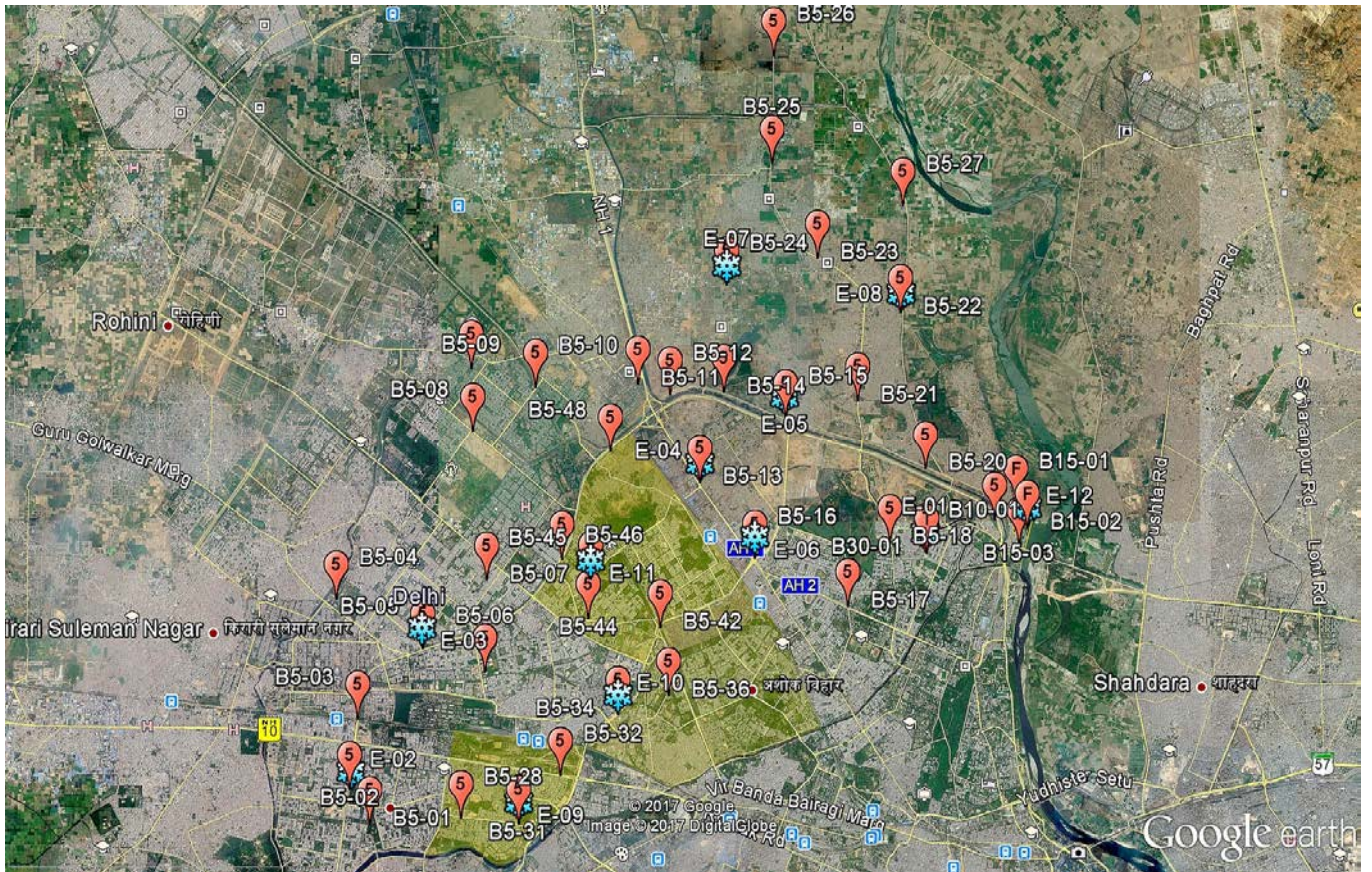 B5-26
B5-25
B5-27
NH 1
E-07
B5-24
B5-23
E-08
B5-22
Baghpat Rd
Rohini
रोहिणी
B5-09
B5-10
B5-12
B5-11
B5-14
B5-15
B5-21
B5-08
B5-48
E-05
Saharanpur Rd
Guru Golwalkar Marg
E-04
B5-13
B5-20
B15-01
Pushta Rd
E-01
B10-01
E-12
B15-02
B5-16
B5-18
B15-03
B5-45
B5-46
E-06
B30-01
Loni Rd
B5-04
B5-07
E-11
AH 2
B5-17
B5-05
Delhi
B5-06
B5-44
B5-42
irari Suleman Nagar
किरारी सुलेमान नगर
E-03
B5-03
E-10
B5-36
अशोक विहार
Shahdara
शाहदरा
B5-34
B5-32
NH
10
57
E-02
B5-02
B5-01
B5-28
E-09
B5-31
Vir Banda Bairagi Marg
Yudhister Setu
© 2017 Google
Image © 2017 DigitalGlobe
Google earth